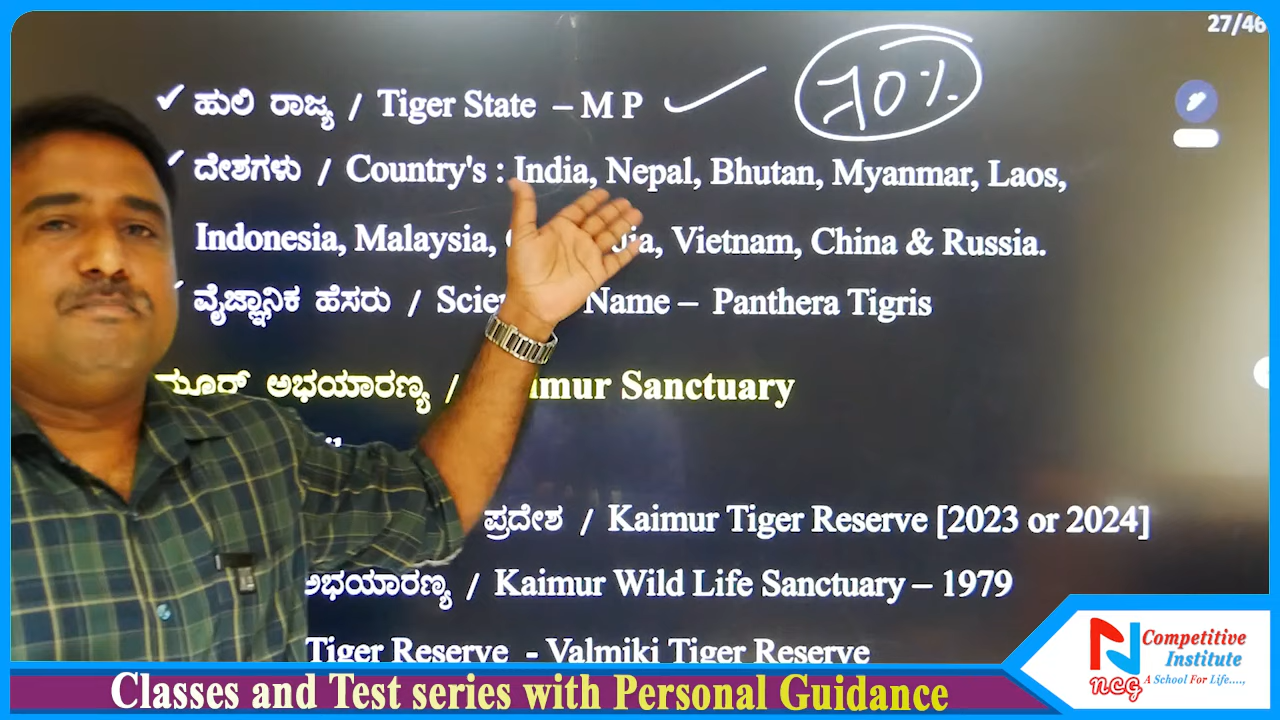 27/46
70%
ಹುಲಿ ರಾಜ್ಯ / Tiger State – M P
ದೇಶಗಳು / Country's : India, Nepal, Bhutan, Myanmar, Laos,
Indonesia, Malaysia, Vietnam, China & Russia.
ವೈಜ್ಞಾನಿಕ ಹೆಸರು / Name – Panthera Tigris
ಅಭಯಾರಣ್ಯ / Sanctuary
ಪ್ರದೇಶ / Kaimur Tiger Reserve [2023 or 2024]
ಅಭಯಾರಣ್ಯ / Kaimur Wild Life Sanctuary – 1979
Tiger Reserve - Valmiki Tiger Reserve
Competitive
Institute
NCG A School For Life....,
Classes and Test series with Personal Guidance